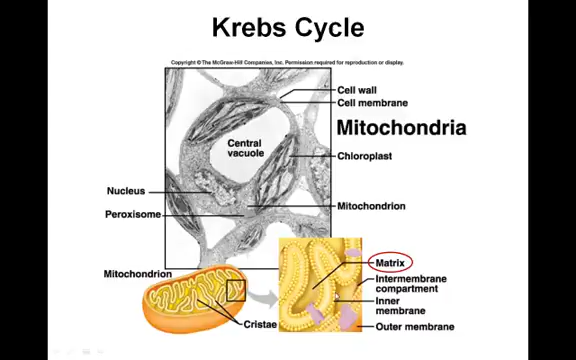 Krebs Cycle
Copyright © The McGraw-Hill Companies, Inc. Permission required for reproduction or display.
Cell wall
Cell membrane
Mitochondria
Central
vacuole
Chloroplast
Nucleus
Mitochondrion
Peroxisome
Matrix
Mitochondrion
Intermembrane
compartment
Inner
membrane
Cristae
Outer membrane